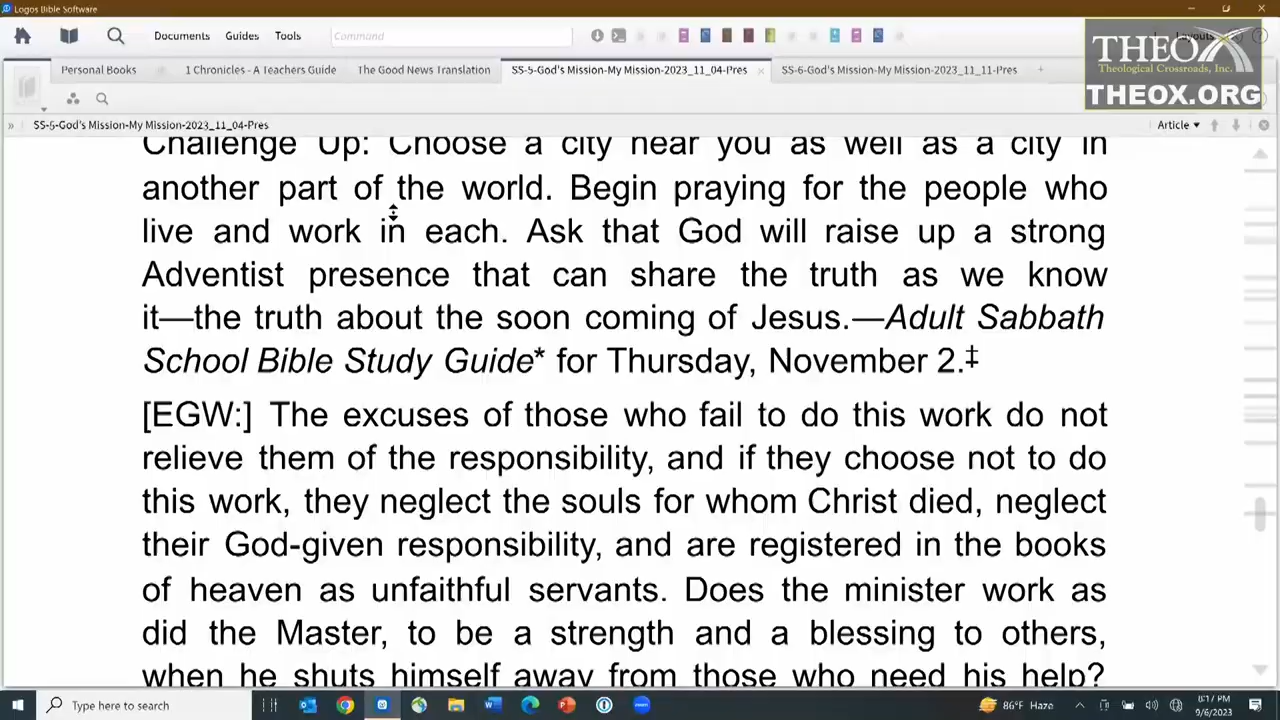 Logos Bible Software
Documents Guides Tools Command Layouts
THEOX
Theological Crossroads, Inc.
THEOX.ORG
Personal Books 1 Chronicles - A Teachers Guide The Good News Version SS-5-God's Mission-My Mission-2023_11_04-Pres SS-6-God's Mission-My Mission-2023_11_11-Pres
SS-5-God's Mission-My Mission-2023_11_04-Pres Article
Challenge Up: Choose a city near you as well as a city in
another part of the world. Begin praying for the people who
live and work in each. Ask that God will raise up a strong
Adventist presence that can share the truth as we know
it—the truth about the soon coming of Jesus.—Adult Sabbath
School Bible Study Guide* for Thursday, November 2.‡
[EGW:] The excuses of those who fail to do this work do not
relieve them of the responsibility, and if they choose not to do
this work, they neglect the souls for whom Christ died, neglect
their God-given responsibility, and are registered in the books
of heaven as unfaithful servants. Does the minister work as
did the Master, to be a strength and a blessing to others,
when he shuts himself away from those who need his help?
Type here to search 86°F Haze 8:17 PM
9/6/2023